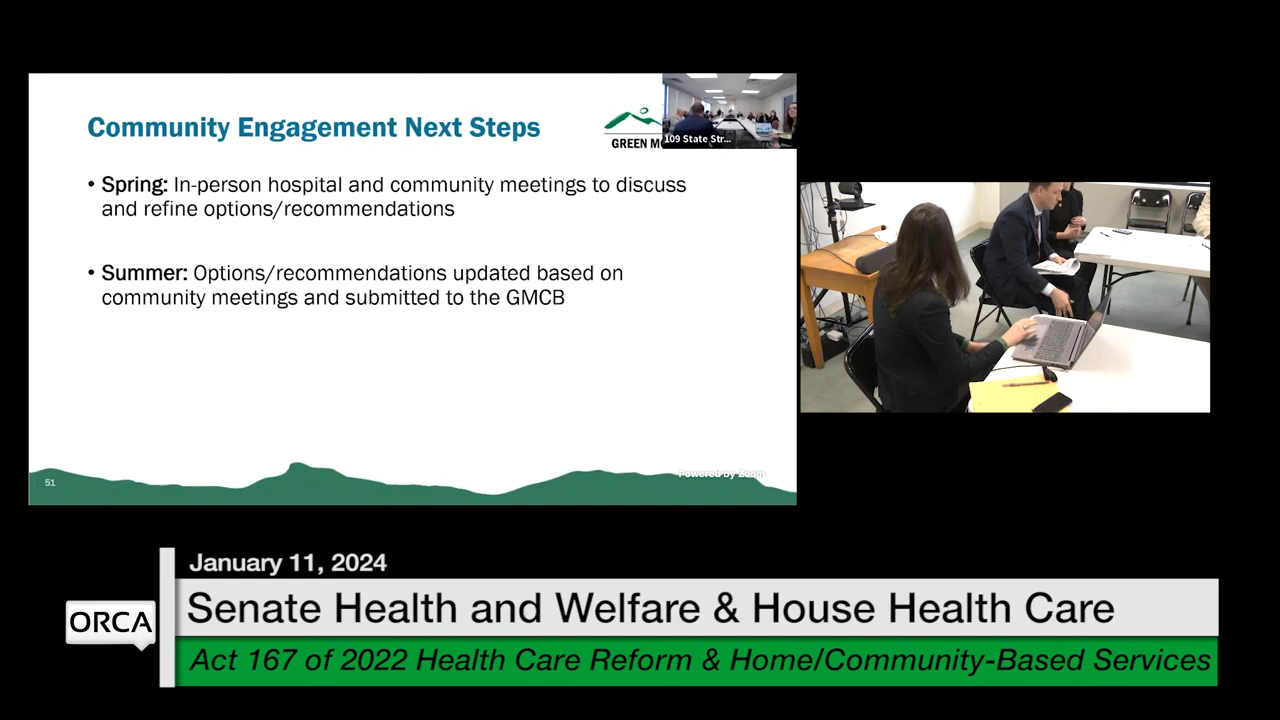 Community Engagement Next Steps
GREEN M
109 State Str...
• Spring: In-person hospital and community meetings to discuss
and refine options/recommendations
• Summer: Options/recommendations updated based on
community meetings and submitted to the GMCB
Powered by Zoom
51
January 11, 2024
ORCA
Senate Health and Welfare & House Health Care
Act 167 of 2022 Health Care Reform & Home/Community-Based Services